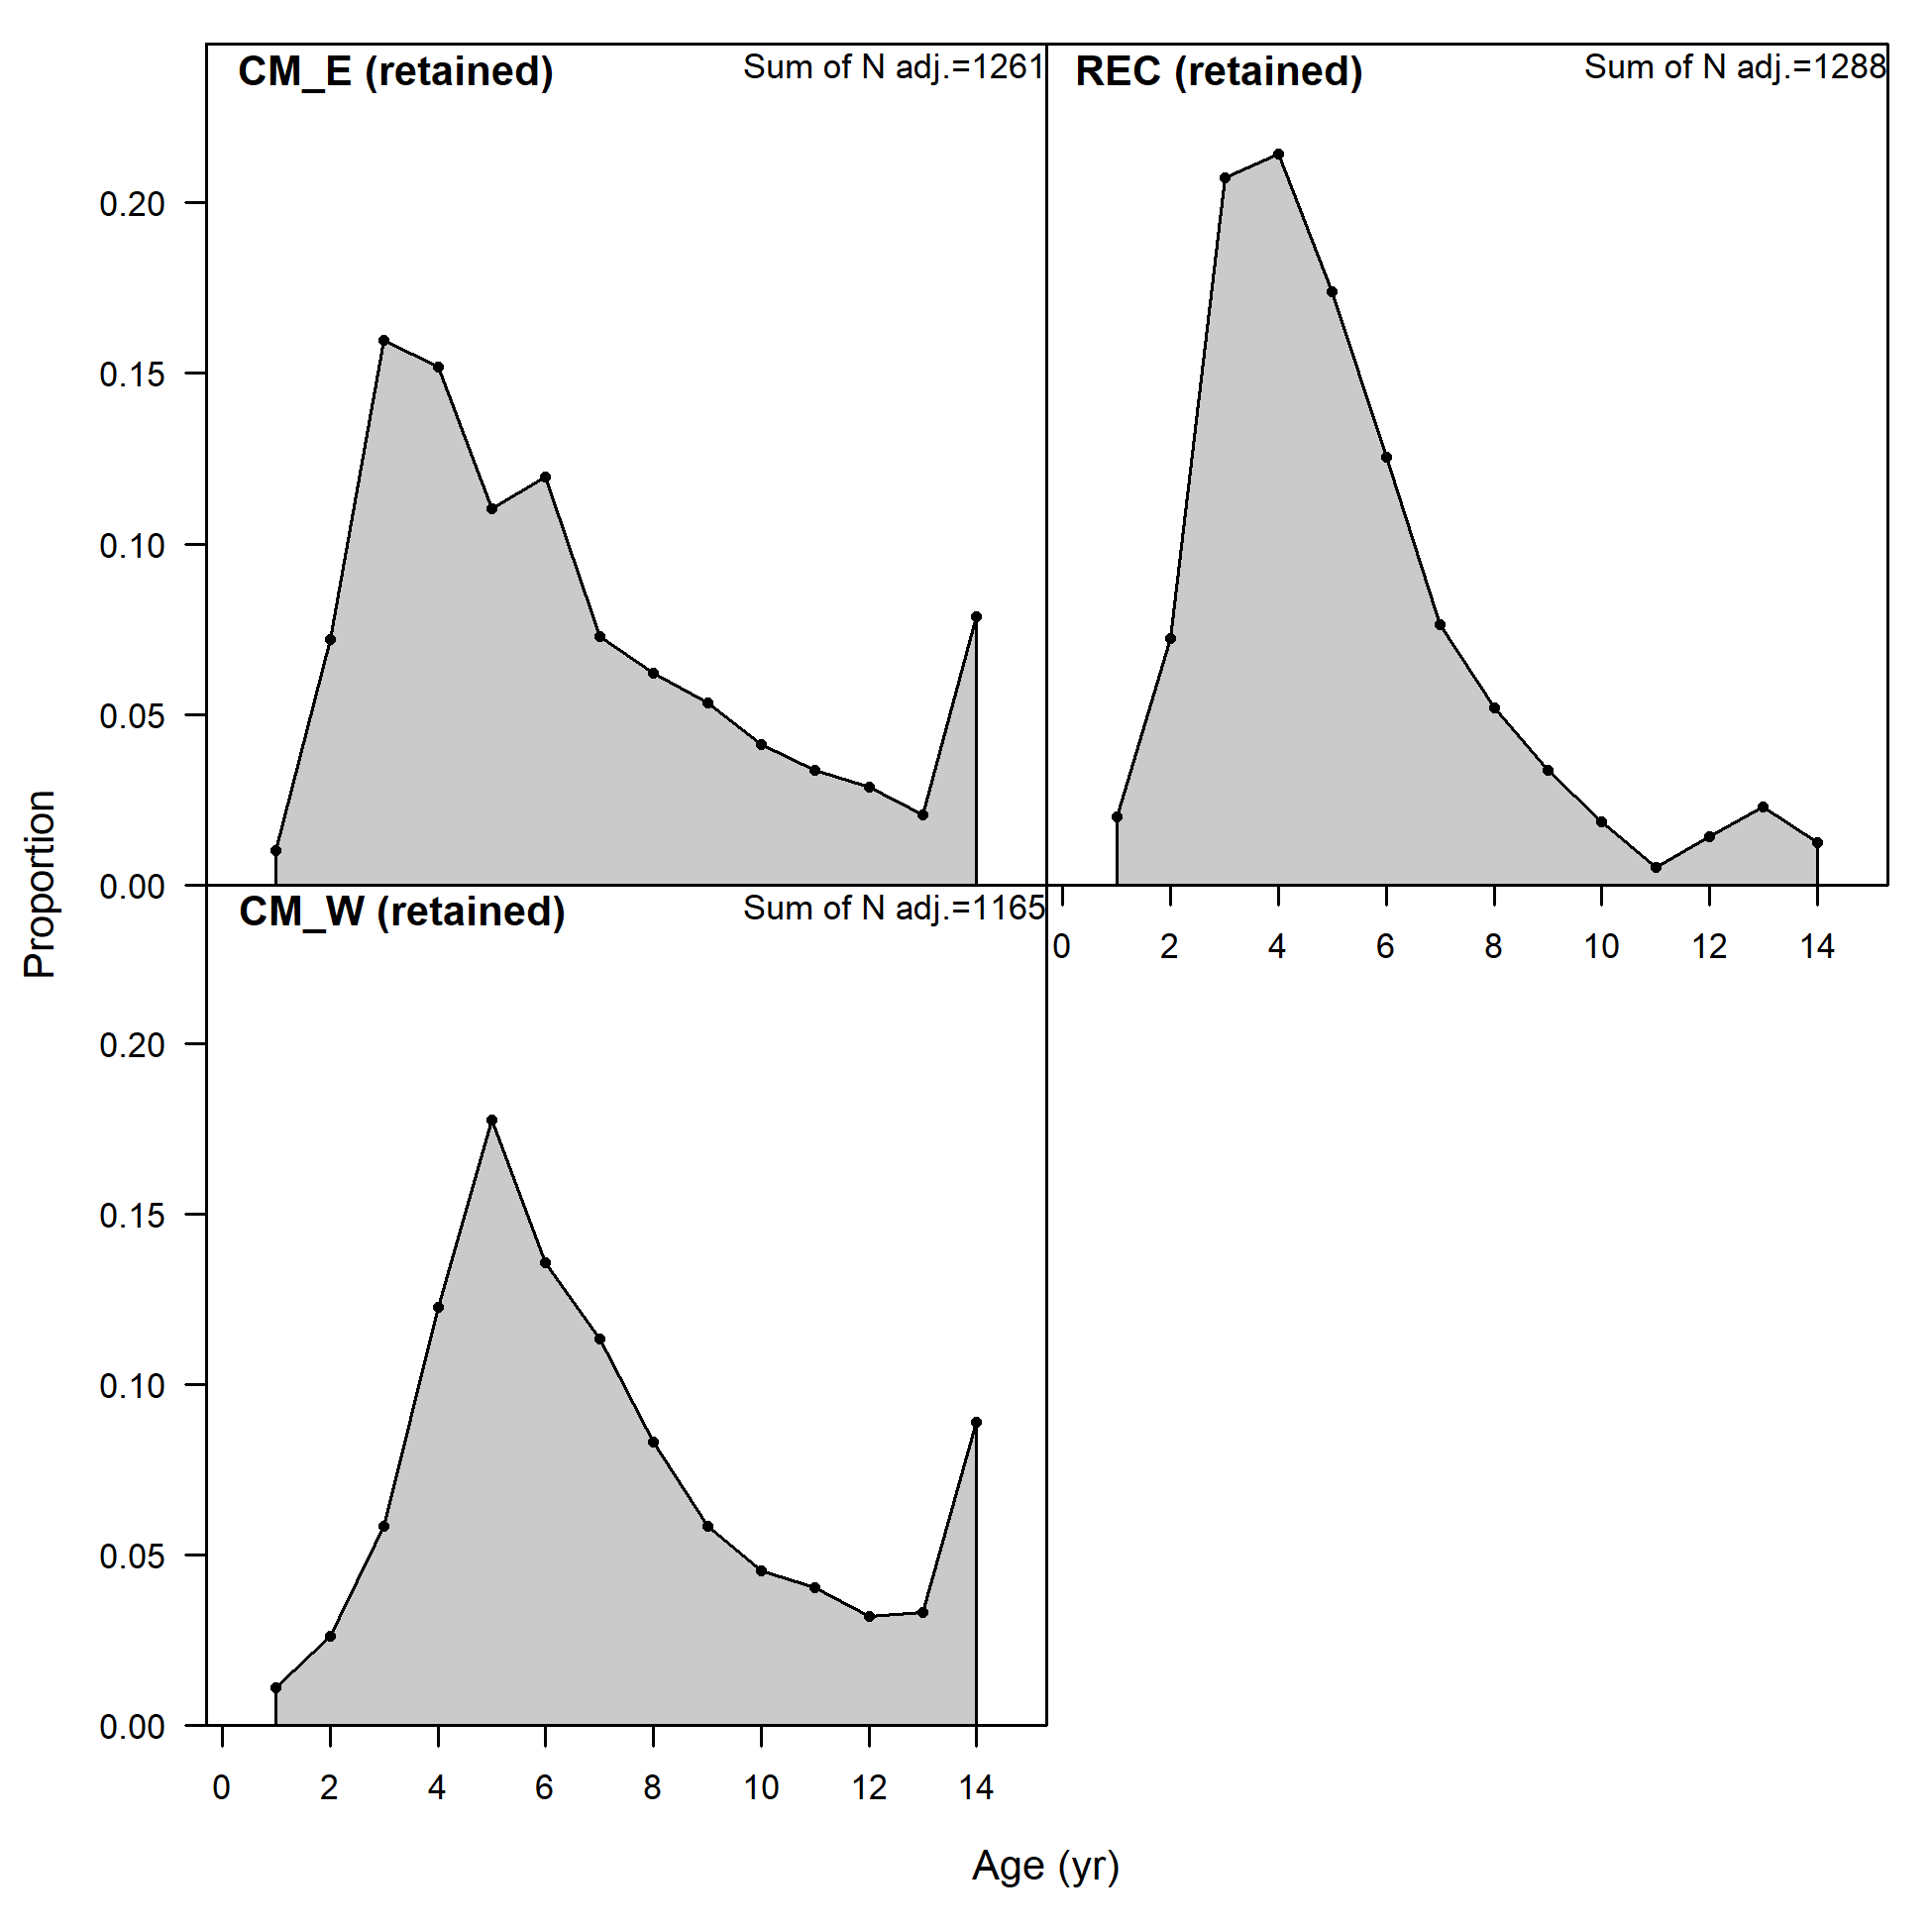 CM_E (retained)
Sum of N adj.=1261
REC (retained)
Sum of N adj.=1288
0.20
0.15
0.10
0.05
0.00
CM_W (retained)
Sum of N adj.=1165
0 2 4 6 8 10 12 14
Proportion
0.20
0.15
0.10
0.05
0.00
0 2 4 6 8 10 12 14
Age (yr)